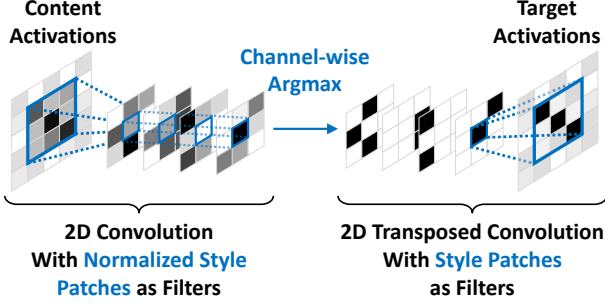 Content
Activations
Channel-wise
Argmax
Target
Activations
2D Convolution
With Normalized Style
Patches as Filters
2D Transposed Convolution
With Style Patches
as Filters